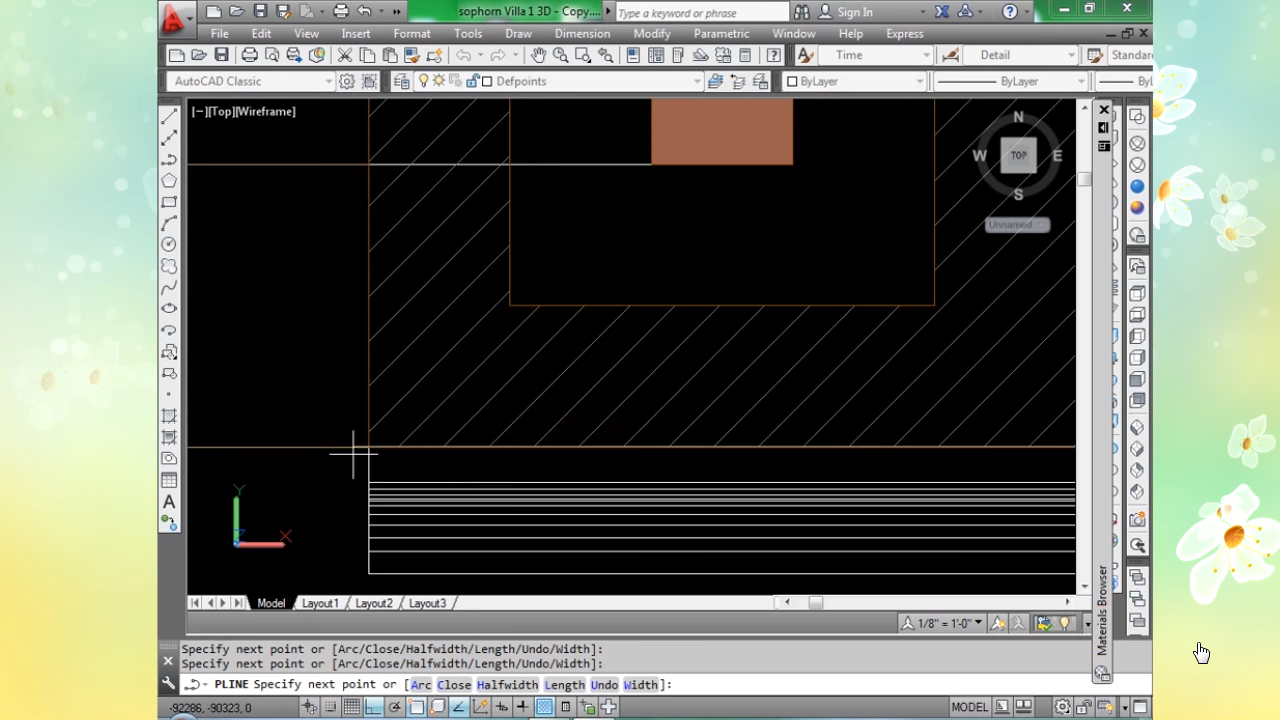 sophorn Villa 1 3D - Copy....
Type a keyword or phrase
Sign In
File Edit View Insert Format Tools Draw Dimension Modify Parametric Window Help Express
Time
Detail
Standard
AutoCAD Classic
Defpoints
ByLayer
ByLayer
[−][Top][Wireframe]
N
W TOP E
S
Unnamed
Y
X
Model Layout1 Layout2 Layout3
1/8" = 1'-0"
Materials Browser
Specify next point or [Arc/Close/Halfwidth/Length/Undo/Width]:
Specify next point or [Arc/Close/Halfwidth/Length/Undo/Width]:
PLINE Specify next point or [Arc Close Halfwidth Length Undo Width]:
-92286, -90323, 0
MODEL